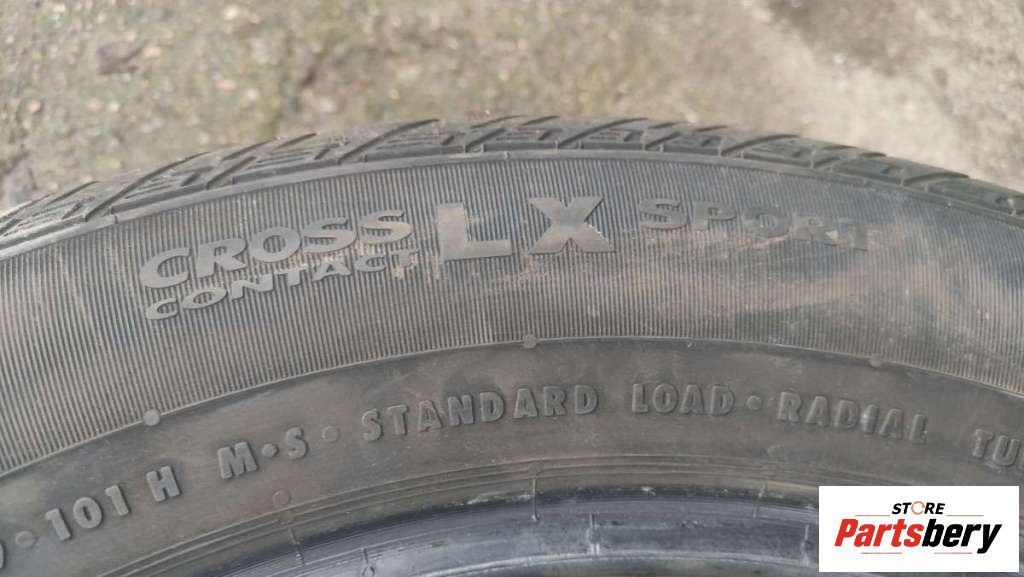 CROSS
CONTACT LX SPORT
101 H M·S · STANDARD LOAD · RADIAL
STORE
Partsbery